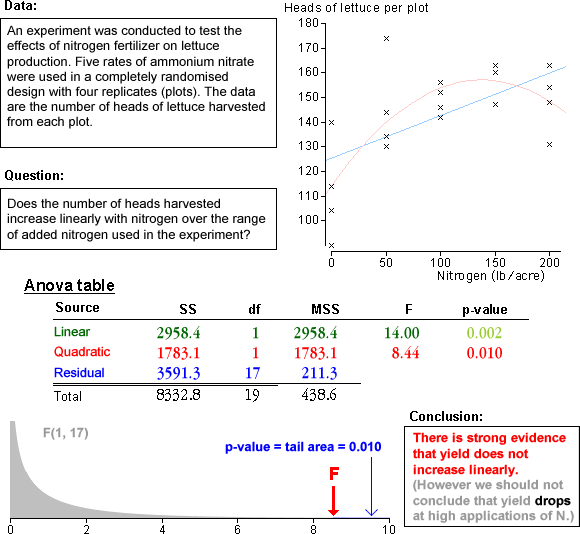 Data:
An experiment was conducted to test the
effects of nitrogen fertilizer on lettuce
production. Five rates of ammonium nitrate
were used in a completely randomised
design with four replicates (plots). The data
are the number of heads of lettuce harvested
from each plot.
Question:
Does the number of heads harvested
increase linearly with nitrogen over the range
of added nitrogen used in the experiment?
Heads of lettuce per plot
180
170
160
150
140
130
120
110
100
0 50 100 150 200
Nitrogen (lb/acre)
Anova table
Source SS df MSS F p-value
Linear 2958.4 1 2958.4 14.00 0.002
Quadratic 1783.1 1 1783.1 8.44 0.010
Residual 3591.3 17 211.3
Total 8332.8 19 438.6
F(1, 17)
p-value = tail area = 0.010
F
0 2 4 6 8 10
Conclusion:
There is strong evidence
that yield does not
increase linearly.
(However we should not
conclude that yield drops
at high applications of N.)